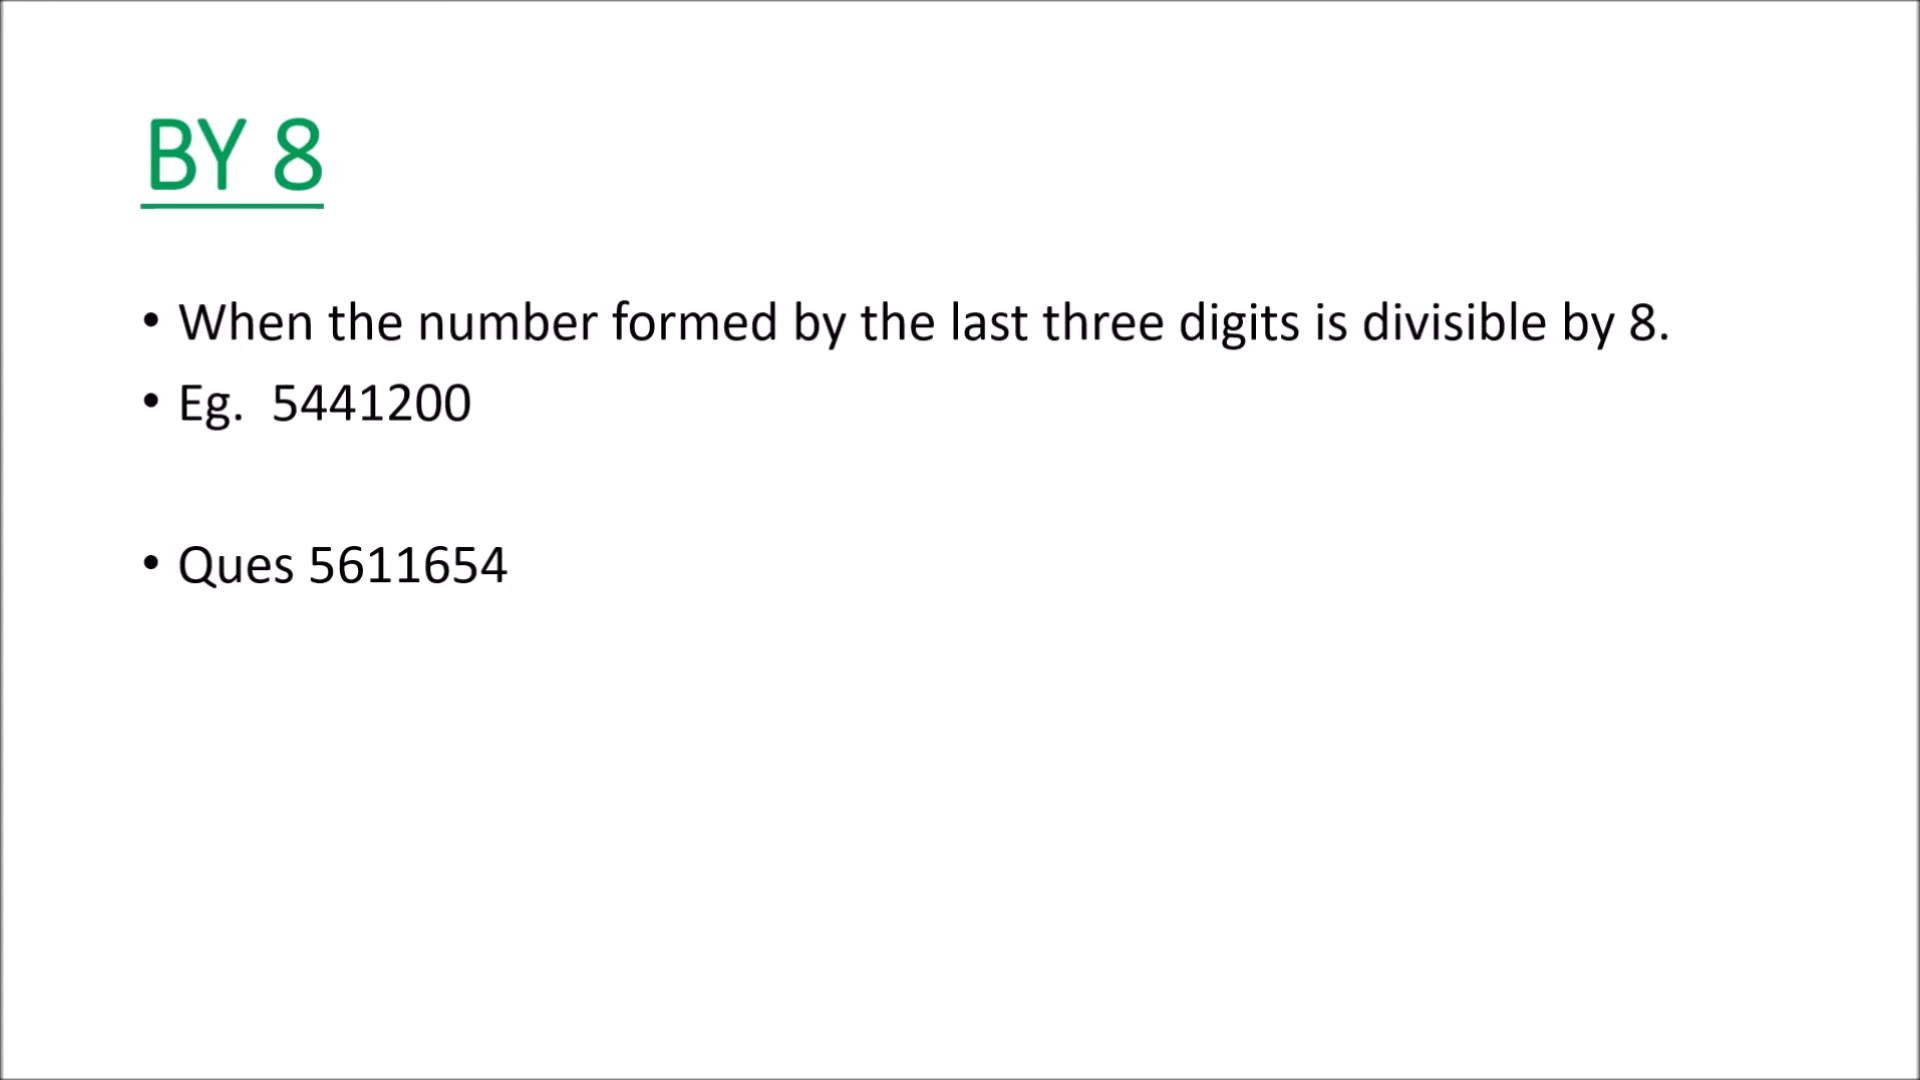 BY 8
• When the number formed by the last three digits is divisible by 8.
• Eg.  5441200
• Ques 5611654